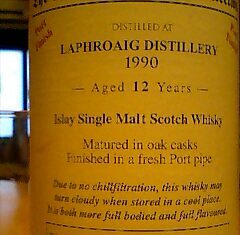 Port
Finish
DISTILLED AT
LAPHROAIG DISTILLERY
1990
— Aged 12 Years —
Islay Single Malt Scotch Whisky
Matured in oak casks
Finished in a fresh Port pipe
Due to no chillfiltration, this whisky may
turn cloudy when stored in a cool place.
It is both more full bodied and full flavoured.